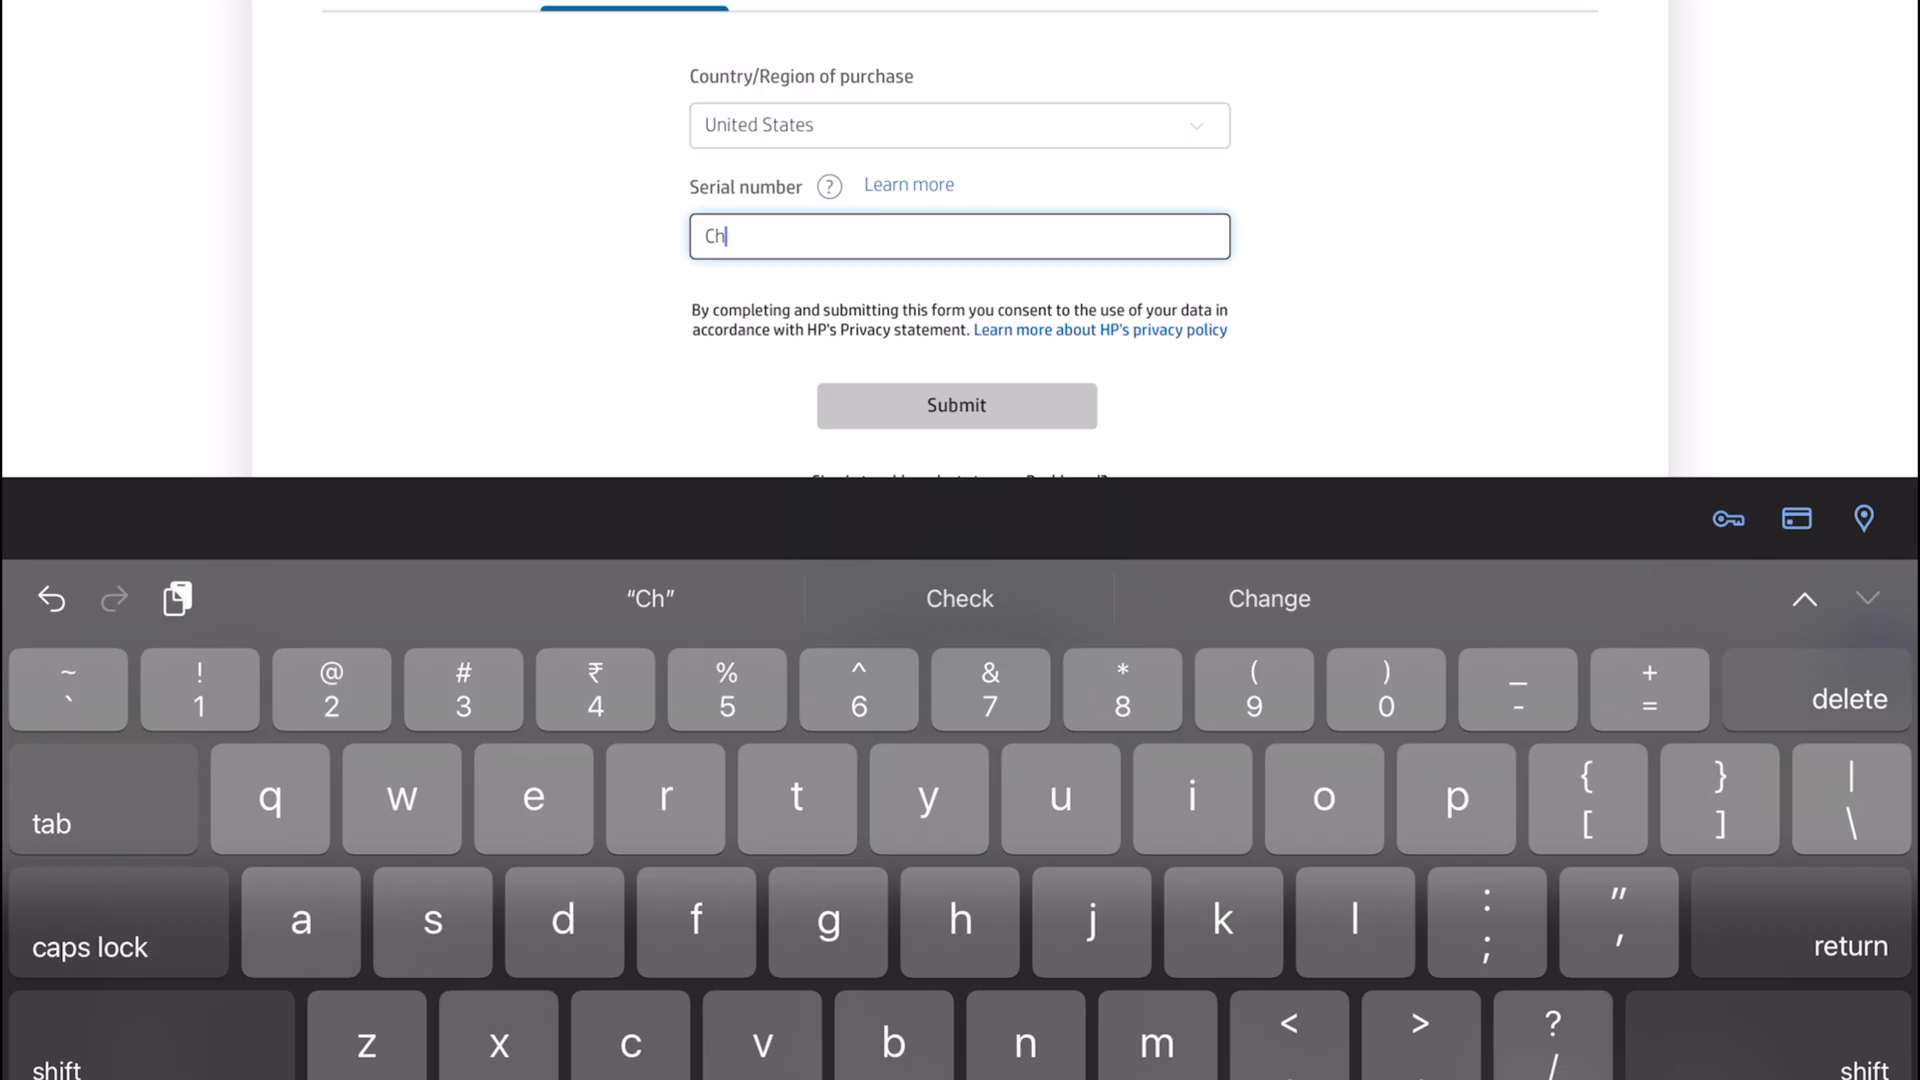 Country/Region of purchase
United States
Serial number ? Learn more
Ch
By completing and submitting this form you consent to the use of your data in
accordance with HP's Privacy statement. Learn more about HP's privacy policy
Submit
“Ch” Check Change
~ ! @ # ₹ % ^ & * ( ) _ +
` 1 2 3 4 5 6 7 8 9 0 - = delete
tab q w e r t y u i o p { [ } ] | \
caps lock a s d f g h j k l : ; " ' return
shift z x c v b n m < > ? / shift